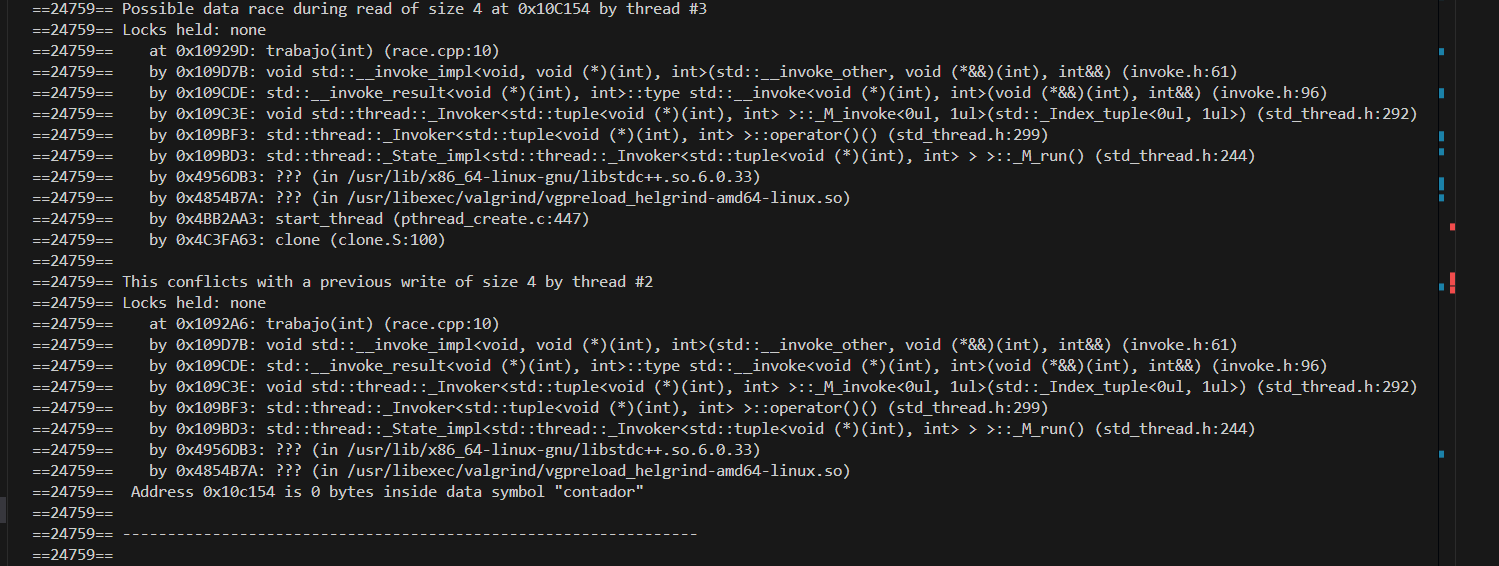 ==24759== Possible data race during read of size 4 at 0x10C154 by thread #3
==24759== Locks held: none
==24759==    at 0x10929D: trabajo(int) (race.cpp:10)
==24759==    by 0x109D7B: void std::__invoke_impl<void, void (*)(int), int>(std::__invoke_other, void (*&&)(int), int&&) (invoke.h:61)
==24759==    by 0x109CDE: std::__invoke_result<void (*)(int), int>::type std::__invoke<void (*)(int), int>(void (*&&)(int), int&&) (invoke.h:96)
==24759==    by 0x109C3E: void std::thread::_Invoker<std::tuple<void (*)(int), int> >::_M_invoke<0ul, 1ul>(std::_Index_tuple<0ul, 1ul>) (std_thread.h:292)
==24759==    by 0x109BF3: std::thread::_Invoker<std::tuple<void (*)(int), int> >::operator()() (std_thread.h:299)
==24759==    by 0x109BD3: std::thread::_State_impl<std::thread::_Invoker<std::tuple<void (*)(int), int> > >::_M_run() (std_thread.h:244)
==24759==    by 0x4956DB3: ??? (in /usr/lib/x86_64-linux-gnu/libstdc++.so.6.0.33)
==24759==    by 0x4854B7A: ??? (in /usr/libexec/valgrind/vgpreload_helgrind-amd64-linux.so)
==24759==    by 0x4BB2AA3: start_thread (pthread_create.c:447)
==24759==    by 0x4C3FA63: clone (clone.S:100)
==24759==
==24759== This conflicts with a previous write of size 4 by thread #2
==24759== Locks held: none
==24759==    at 0x1092A6: trabajo(int) (race.cpp:10)
==24759==    by 0x109D7B: void std::__invoke_impl<void, void (*)(int), int>(std::__invoke_other, void (*&&)(int), int&&) (invoke.h:61)
==24759==    by 0x109CDE: std::__invoke_result<void (*)(int), int>::type std::__invoke<void (*)(int), int>(void (*&&)(int), int&&) (invoke.h:96)
==24759==    by 0x109C3E: void std::thread::_Invoker<std::tuple<void (*)(int), int> >::_M_invoke<0ul, 1ul>(std::_Index_tuple<0ul, 1ul>) (std_thread.h:292)
==24759==    by 0x109BF3: std::thread::_Invoker<std::tuple<void (*)(int), int> >::operator()() (std_thread.h:299)
==24759==    by 0x109BD3: std::thread::_State_impl<std::thread::_Invoker<std::tuple<void (*)(int), int> > >::_M_run() (std_thread.h:244)
==24759==    by 0x4956DB3: ??? (in /usr/lib/x86_64-linux-gnu/libstdc++.so.6.0.33)
==24759==    by 0x4854B7A: ??? (in /usr/libexec/valgrind/vgpreload_helgrind-amd64-linux.so)
==24759==  Address 0x10c154 is 0 bytes inside data symbol "contador"
==24759==
==24759== ----------------------------------------------------------------
==24759==